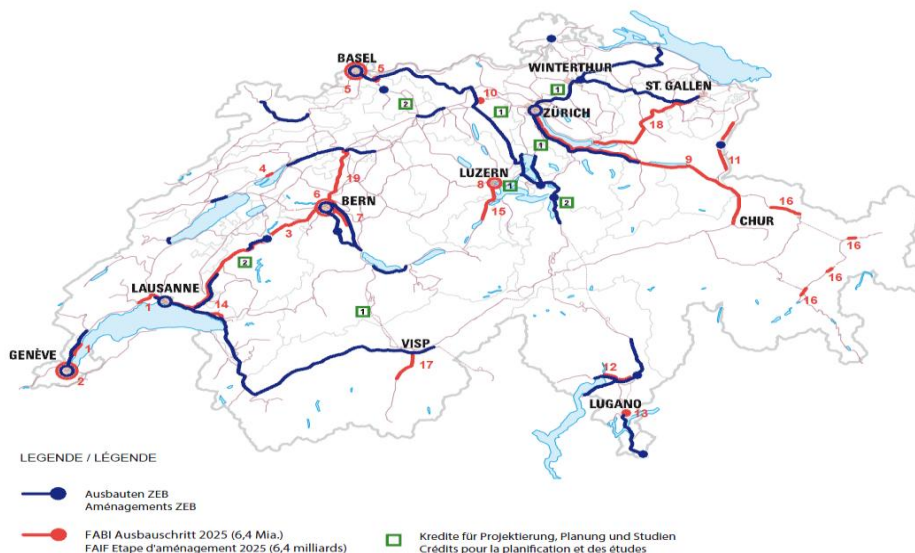 BASEL
5
5
WINTERTHUR
1
ST. GALLEN
10
2
1
ZÜRICH
18
1
9
11
4
19
LUZERN
8
1
6
BERN
7
15
2
16
CHUR
3
16
2
16
LAUSANNE
16
1
14
1
VISP
GENÈVE
1
2
17
12
LUGANO
13
LEGENDE / LÉGENDE
Ausbauten ZEB
Aménagements ZEB
FABI Ausbauschritt 2025 (6,4 Mia.)
FAIF Etape d'aménagement 2025 (6,4 milliards)
Kredite für Projektierung, Planung und Studien
Crédits pour la planification et des études